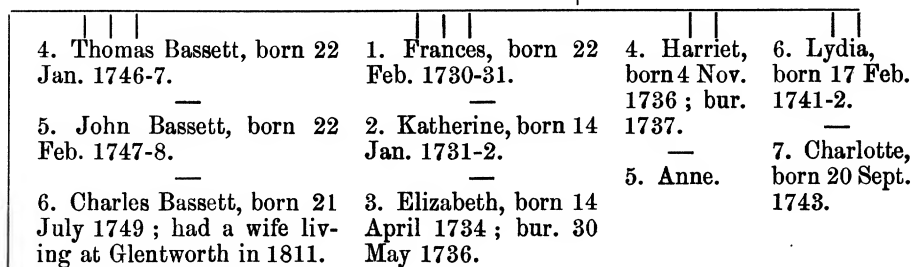 4. Thomas Bassett, born 22
Jan. 1746-7.
5. John Bassett, born 22
Feb. 1747-8.
6. Charles Bassett, born 21
July 1749 ; had a wife liv-
ing at Glentworth in 1811.
1. Frances, born 22
Feb. 1730-31.
2. Katherine, born 14
Jan. 1731-2.
3. Elizabeth, born 14
April 1734 ; bur. 30
May 1736.
4. Harriet,
born 4 Nov.
1736 ; bur.
1737.
5. Anne.
6. Lydia,
born 17 Feb.
1741-2.
7. Charlotte,
born 20 Sept.
1743.